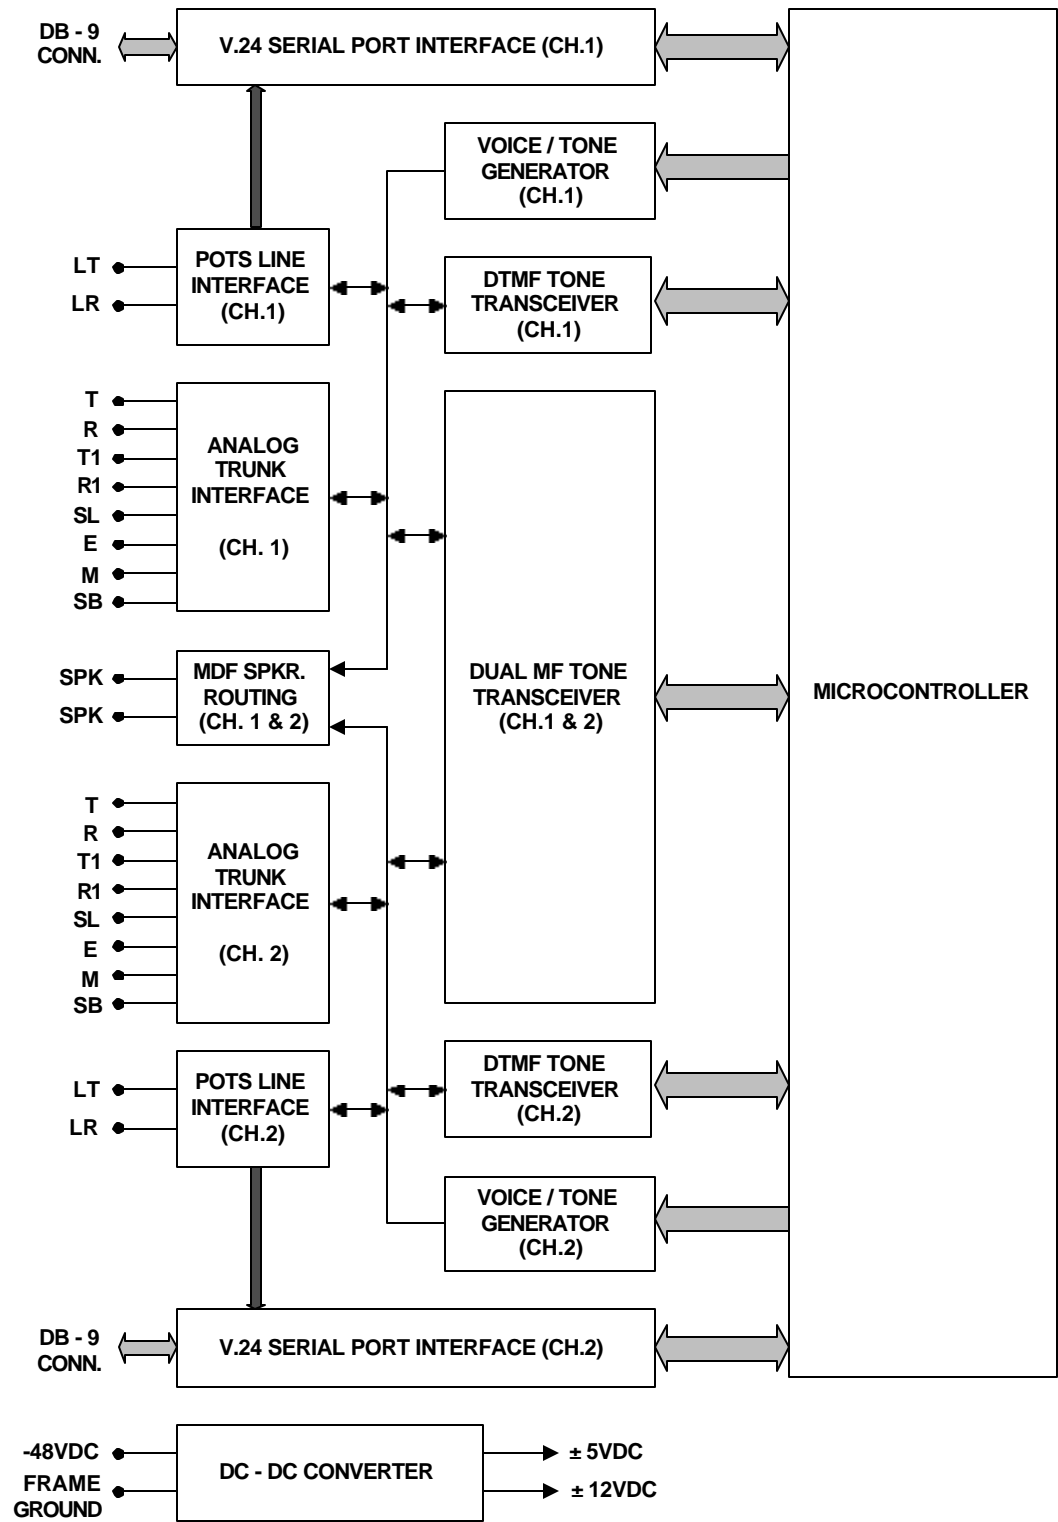 DB - 9
CONN.
V.24 SERIAL PORT INTERFACE (CH.1)
VOICE / TONE
GENERATOR
(CH.1)
LT
LR
POTS LINE
INTERFACE
(CH.1)
DTMF TONE
TRANSCEIVER
(CH.1)
T
R
T1
R1
SL
E
M
SB
ANALOG
TRUNK
INTERFACE
(CH. 1)
SPK
SPK
MDF SPKR.
ROUTING
(CH. 1 & 2)
DUAL MF TONE
TRANSCEIVER
(CH.1 & 2)
MICROCONTROLLER
T
R
T1
R1
SL
E
M
SB
ANALOG
TRUNK
INTERFACE
(CH. 2)
LT
LR
POTS LINE
INTERFACE
(CH.2)
DTMF TONE
TRANSCEIVER
(CH.2)
VOICE / TONE
GENERATOR
(CH.2)
DB - 9
CONN.
V.24 SERIAL PORT INTERFACE (CH.2)
-48VDC
FRAME
GROUND
DC - DC CONVERTER
± 5VDC
± 12VDC